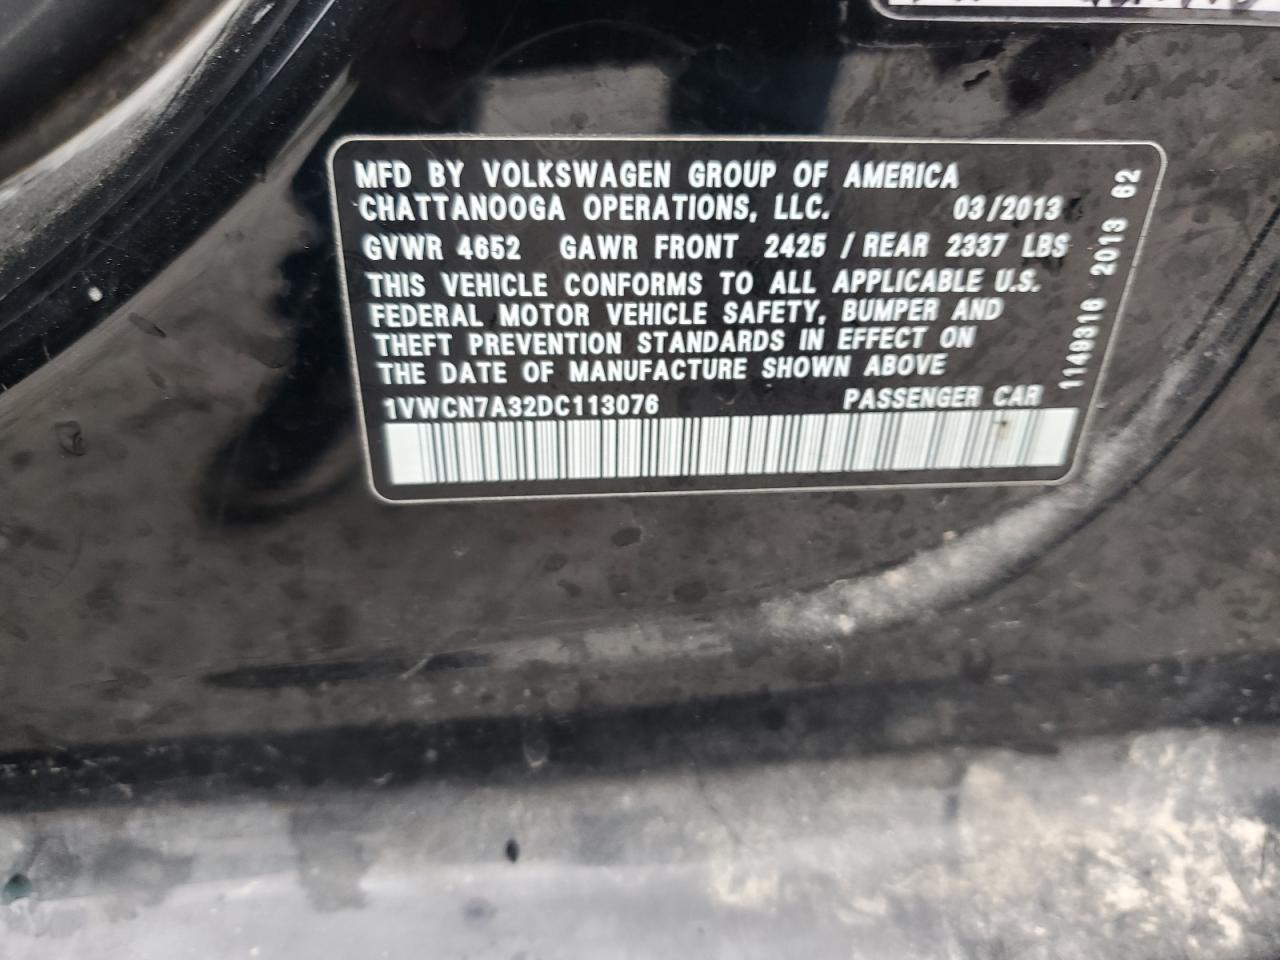 MFD BY VOLKSWAGEN GROUP OF AMERICA
CHATTANOOGA OPERATIONS, LLC. 03/2013
GVWR 4652 GAWR FRONT 2425 / REAR 2337 LBS
THIS VEHICLE CONFORMS TO ALL APPLICABLE U.S.
FEDERAL MOTOR VEHICLE SAFETY, BUMPER AND
THEFT PREVENTION STANDARDS IN EFFECT ON
THE DATE OF MANUFACTURE SHOWN ABOVE
1VWCN7A32DC113076 PASSENGER CAR
1149316 2013 62